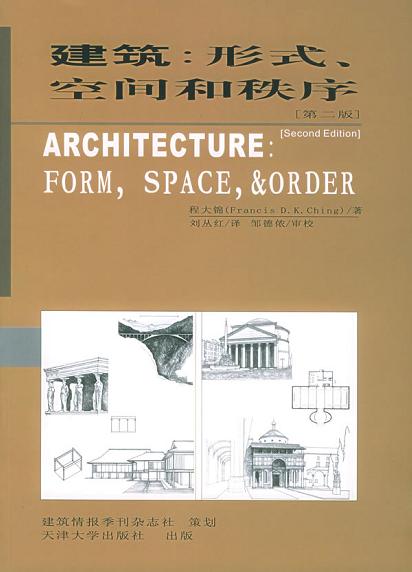 建筑：形式、
空间和秩序
[第二版]
[Second Edition]
ARCHITECTURE:
FORM, SPACE,&ORDER
程大锦(Francis D.K.Ching)/著
刘丛红/译 邹德侬/审校
建筑情报季刊杂志社 策划
天津大学出版社 出版